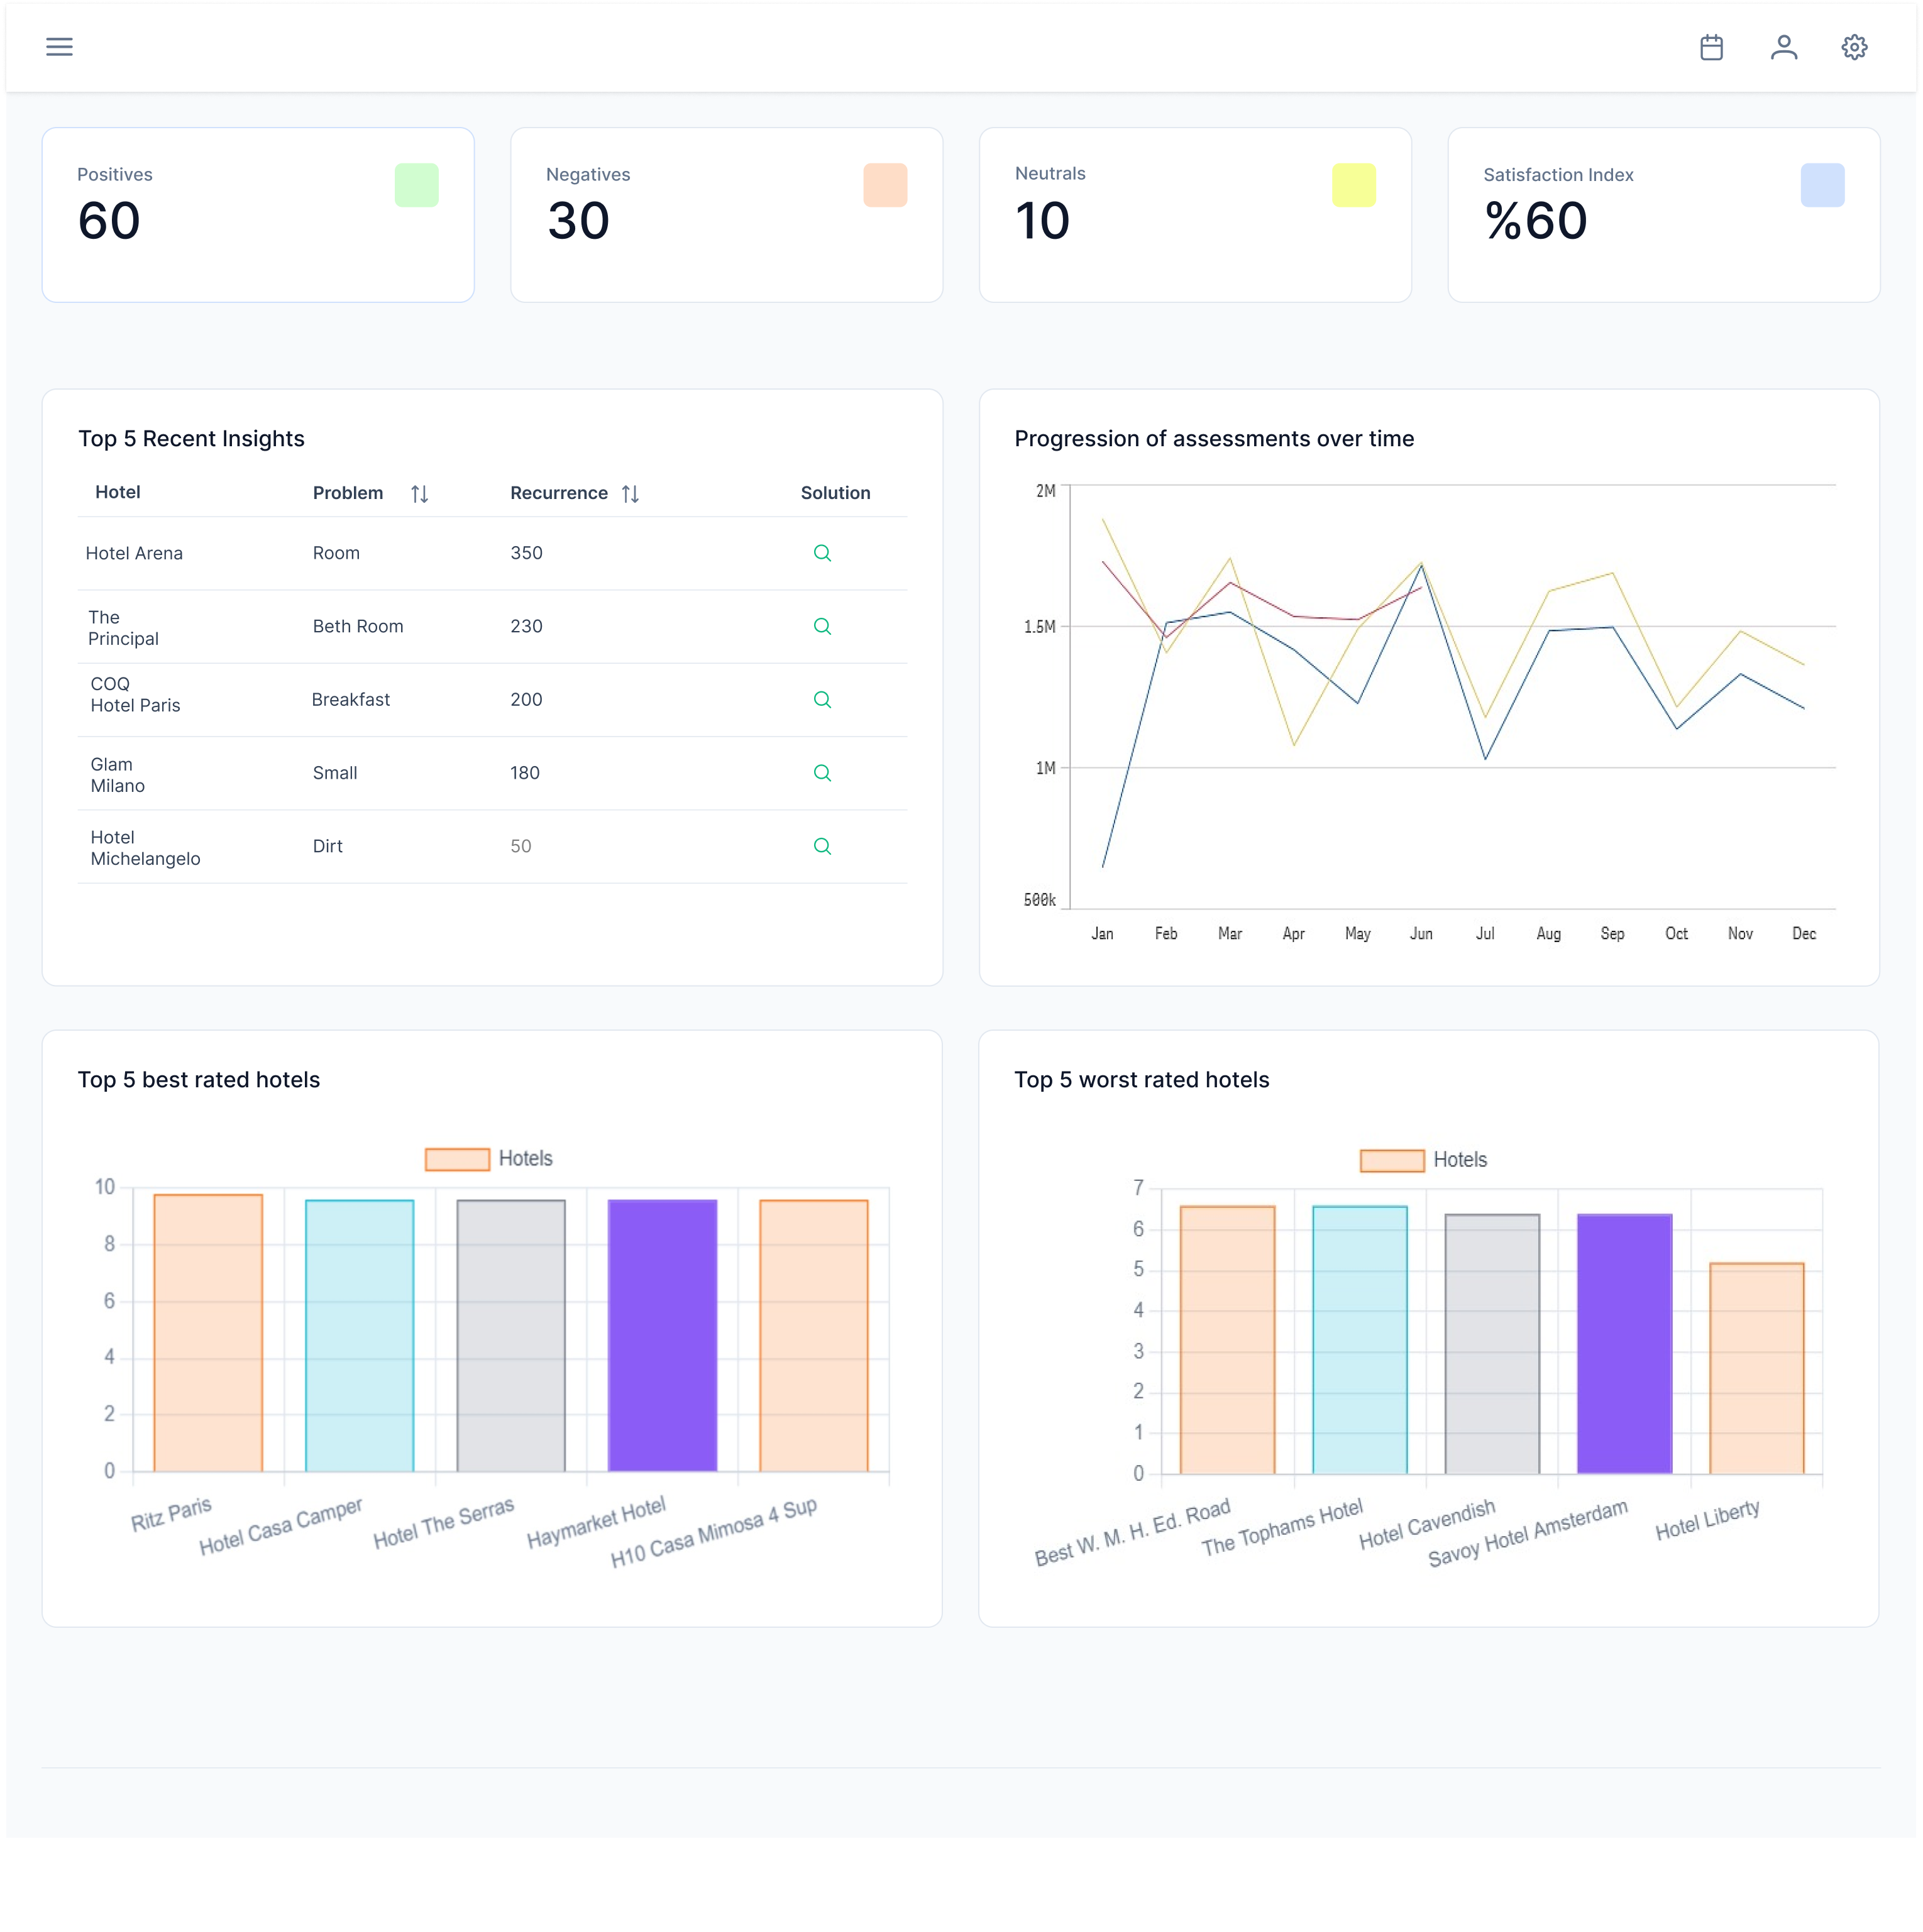 Positives
60
Negatives
30
Neutrals
10
Satisfaction Index
%60
Top 5 Recent Insights
Hotel Problem Recurrence Solution
Hotel Arena Room 350
The
Principal
Beth Room 230
COQ
Hotel Paris
Breakfast 200
Glam
Milano
Small 180
Hotel
Michelangelo
Dirt 50
Progression of assessments over time
2M
1.5M
1M
500k
Jan Feb Mar Apr May Jun Jul Aug Sep Oct Nov Dec
Top 5 best rated hotels
Hotels
10
8
6
4
2
0
Ritz Paris
Hotel Casa Camper
Hotel The Serras
Haymarket Hotel
H10 Casa Mimosa 4 Sup
Top 5 worst rated hotels
Hotels
7
6
5
4
3
2
1
0
Best W. M. H. Ed. Road
The Tophams Hotel
Hotel Cavendish
Savoy Hotel Amsterdam
Hotel Liberty